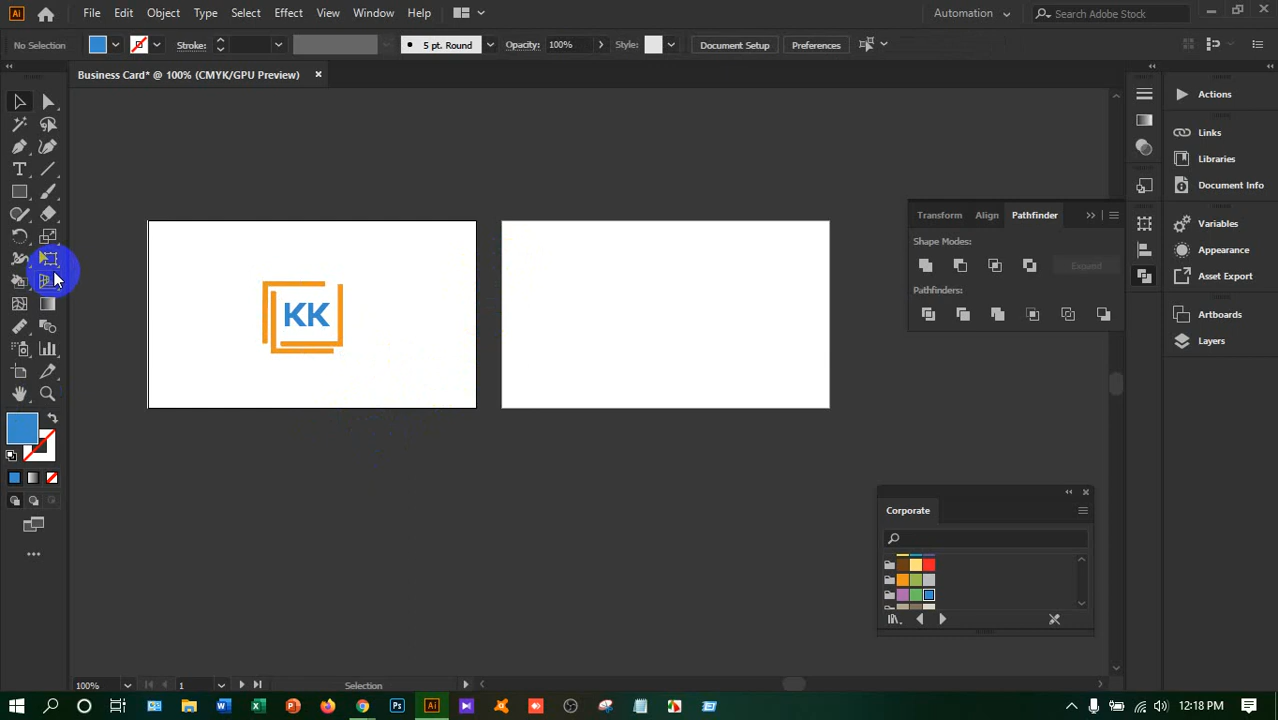 Ai File Edit Object Type Select Effect View Window Help Automation Search Adobe Stock
No Selection Stroke: 5 pt. Round Opacity: 100% Style: Document Setup Preferences
Business Card* @ 100% (CMYK/GPU Preview)
Actions
Links
Libraries
Document Info
Transform Align Pathfinder
Variables
Shape Modes:
Appearance
Expand
Asset Export
Pathfinders:
KK
Artboards
Layers
Corporate
100% 1 Selection
Ps Ai 12:18 PM